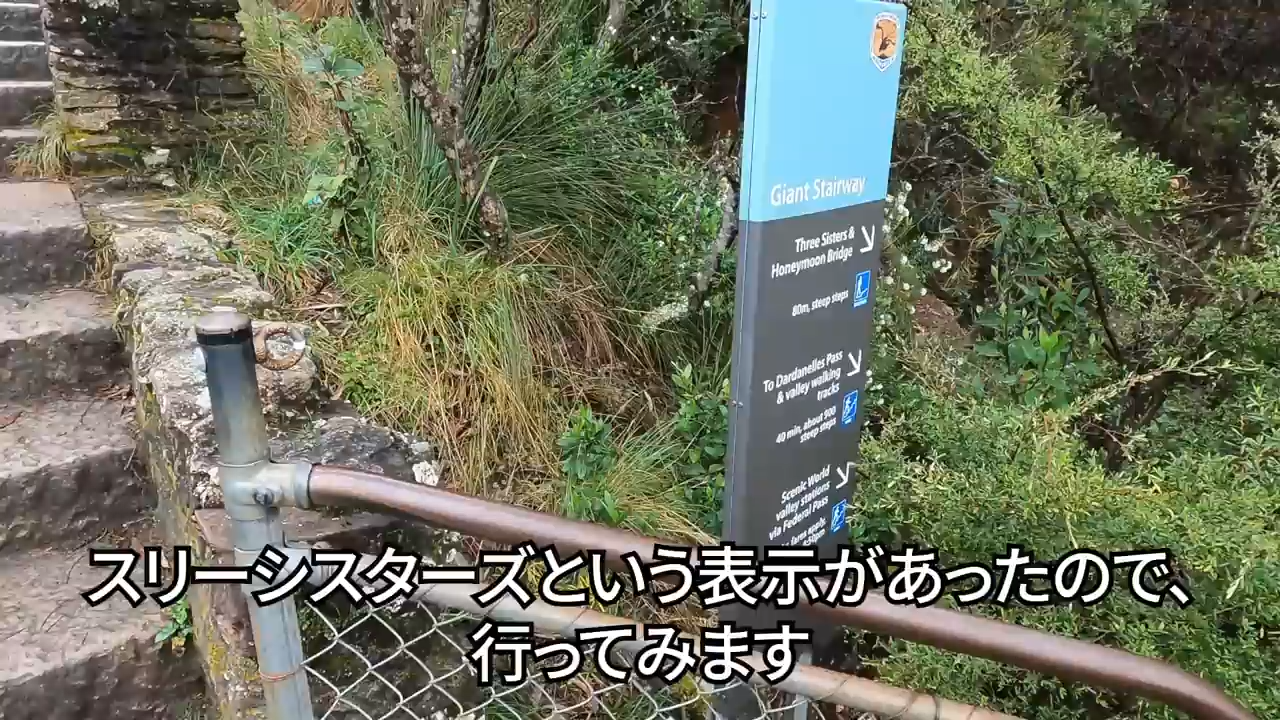 Giant Stairway
Three Sisters &
Honeymoon Bridge
80m, steep steps
To Dardanelles Pass
& valley walking
tracks
40 min, about 900
steep steps
Scenic World
valley stations
via Federal Pass
スリーシスターズという表示があったので、
行ってみます